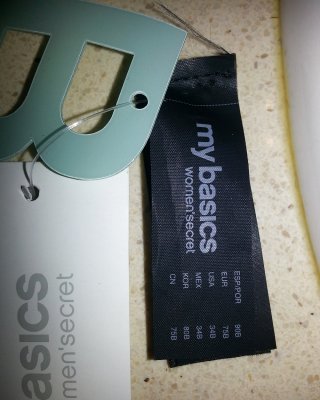 my basics
women'secret
ESP/POR 90B
EUR 75B
USA 34B
MEX 34B
KOR 80B
CN 75B
asics
men'secret